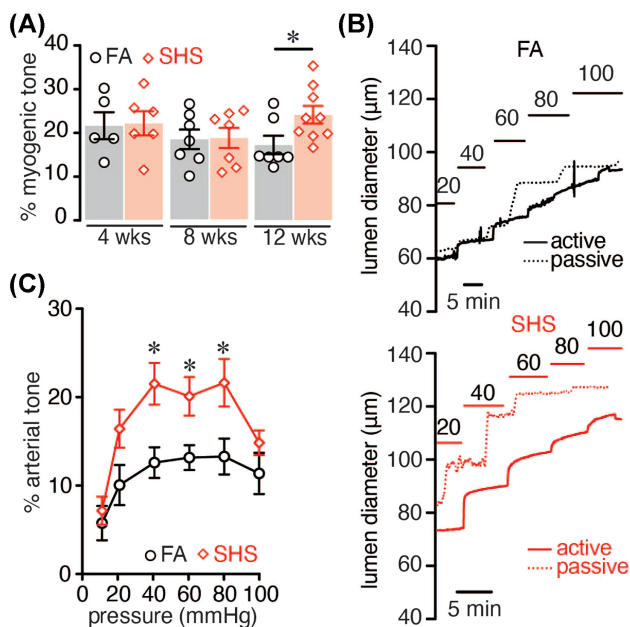 (A)
FA SHS
*
40
30
20
10
0
% myogenic tone
4 wks 8 wks 12 wks
(B)
FA
140
120
100
80
60
40
lumen diameter (µm)
20 40 60 80 100
active
passive
5 min
(C)
30
20
10
0
% arterial tone
* * *
FA SHS
0 20 40 60 80 100
pressure (mmHg)
SHS
140
120
100
80
60
40
lumen diameter (µm)
20 40 60 80 100
active
passive
5 min